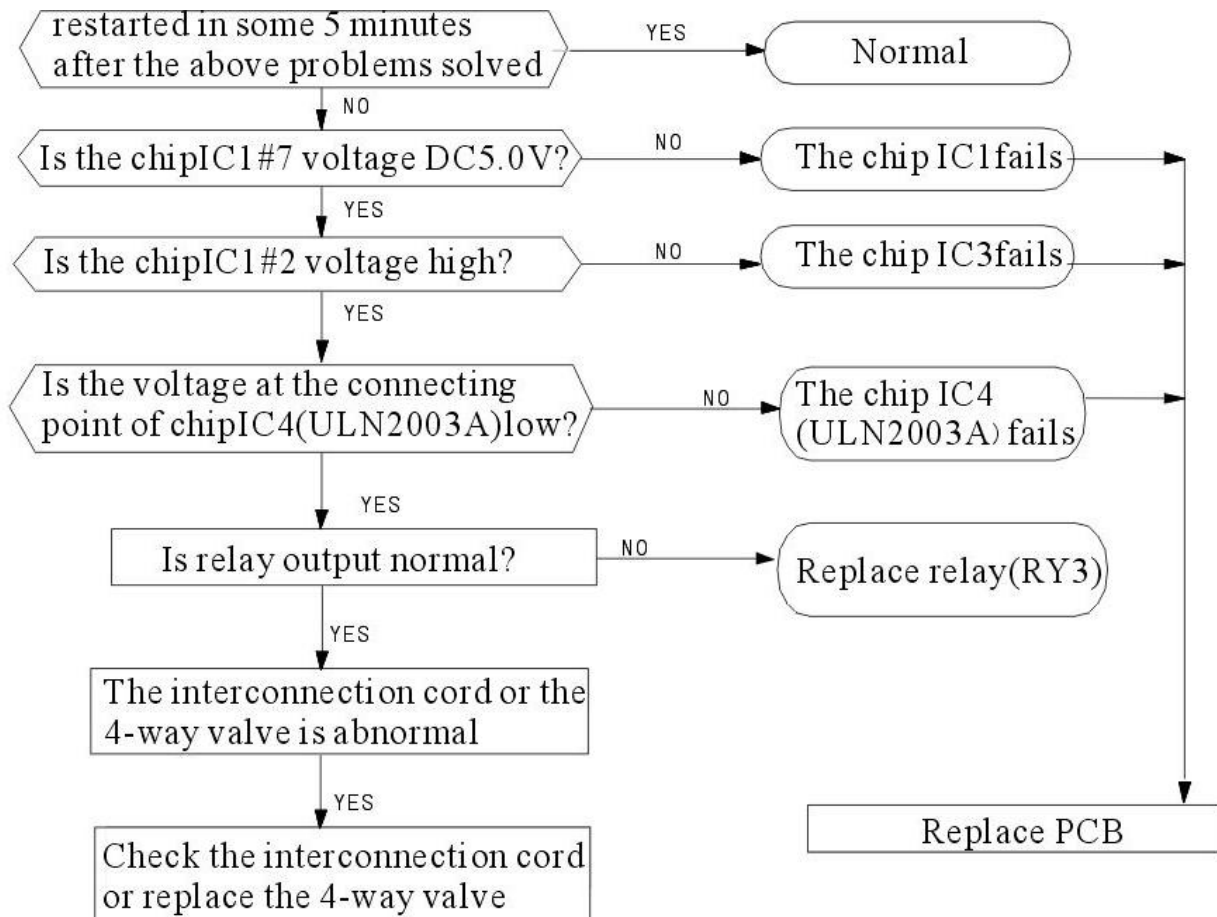 restarted in some 5 minutes
after the above problems solved
YES
Normal
NO
Is the chipIC1#7 voltage DC5.0V?
NO
The chip IC1fails
YES
Is the chipIC1#2 voltage high?
NO
The chip IC3fails
YES
Is the voltage at the connecting
point of chipIC4(ULN2003A)low?
NO
The chip IC4
(ULN2003A) fails
YES
Is relay output normal?
NO
Replace relay(RY3)
YES
The interconnection cord or the
4-way valve is abnormal
YES
Check the interconnection cord
or replace the 4-way valve
Replace PCB